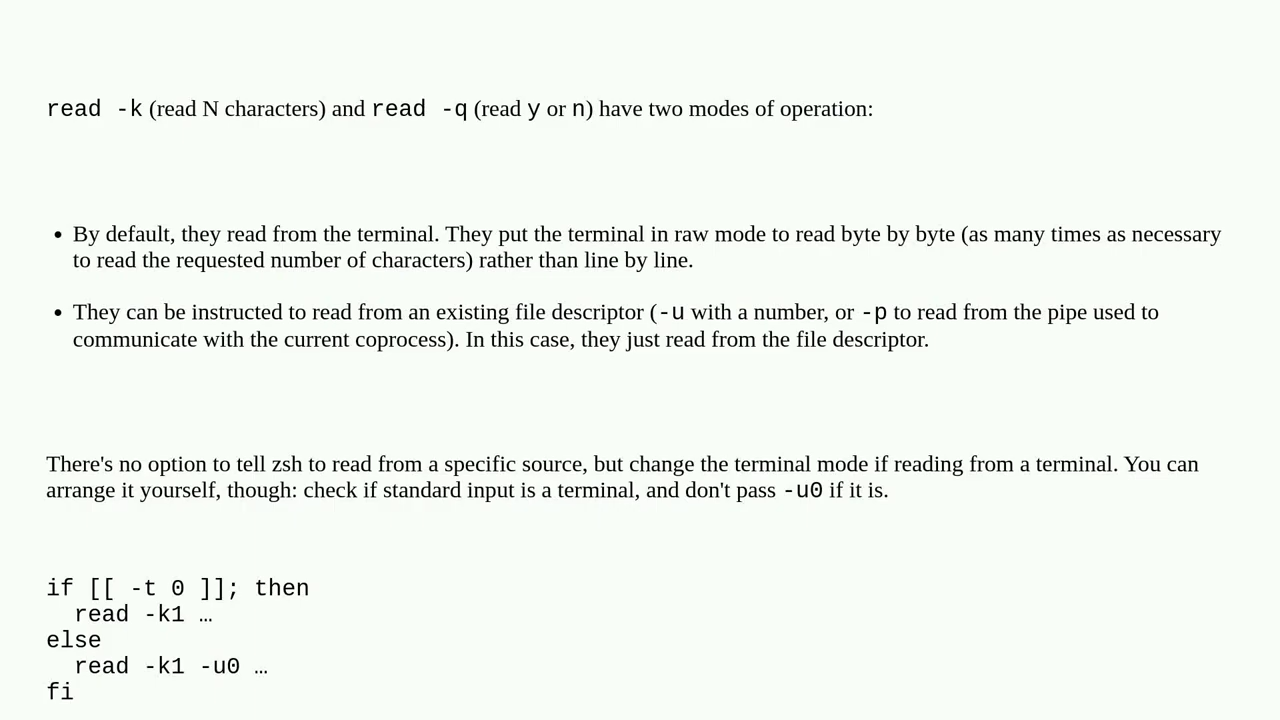 read -k (read N characters) and read -q (read y or n) have two modes of operation:
• By default, they read from the terminal. They put the terminal in raw mode to read byte by byte (as many times as necessary
to read the requested number of characters) rather than line by line.
• They can be instructed to read from an existing file descriptor (-u with a number, or -p to read from the pipe used to
communicate with the current coprocess). In this case, they just read from the file descriptor.
There's no option to tell zsh to read from a specific source, but change the terminal mode if reading from a terminal. You can
arrange it yourself, though: check if standard input is a terminal, and don't pass -u0 if it is.
if [[ -t 0 ]]; then
  read -k1 …
else
  read -k1 -u0 …
fi